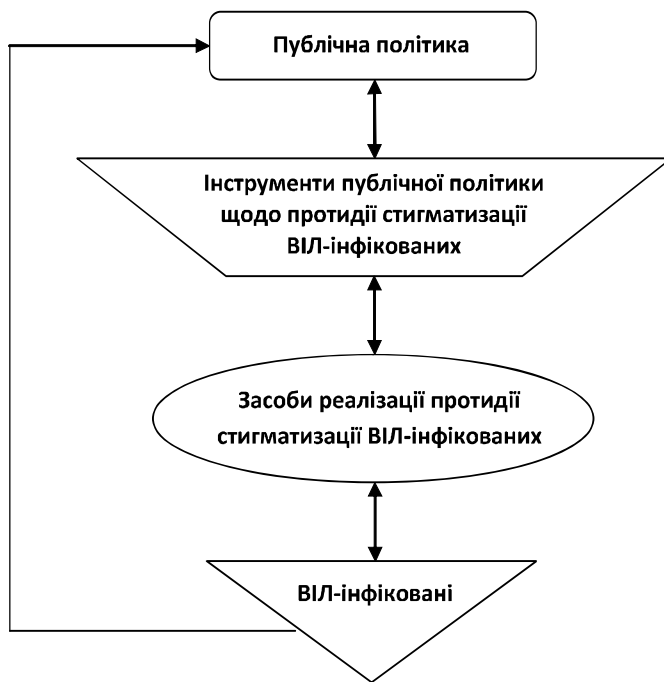 Публічна політика
Інструменти публічної політики
щодо протидії стигматизації
ВІЛ-інфікованих
Засоби реалізації протидії
стигматизації ВІЛ-інфікованих
ВІЛ-інфіковані